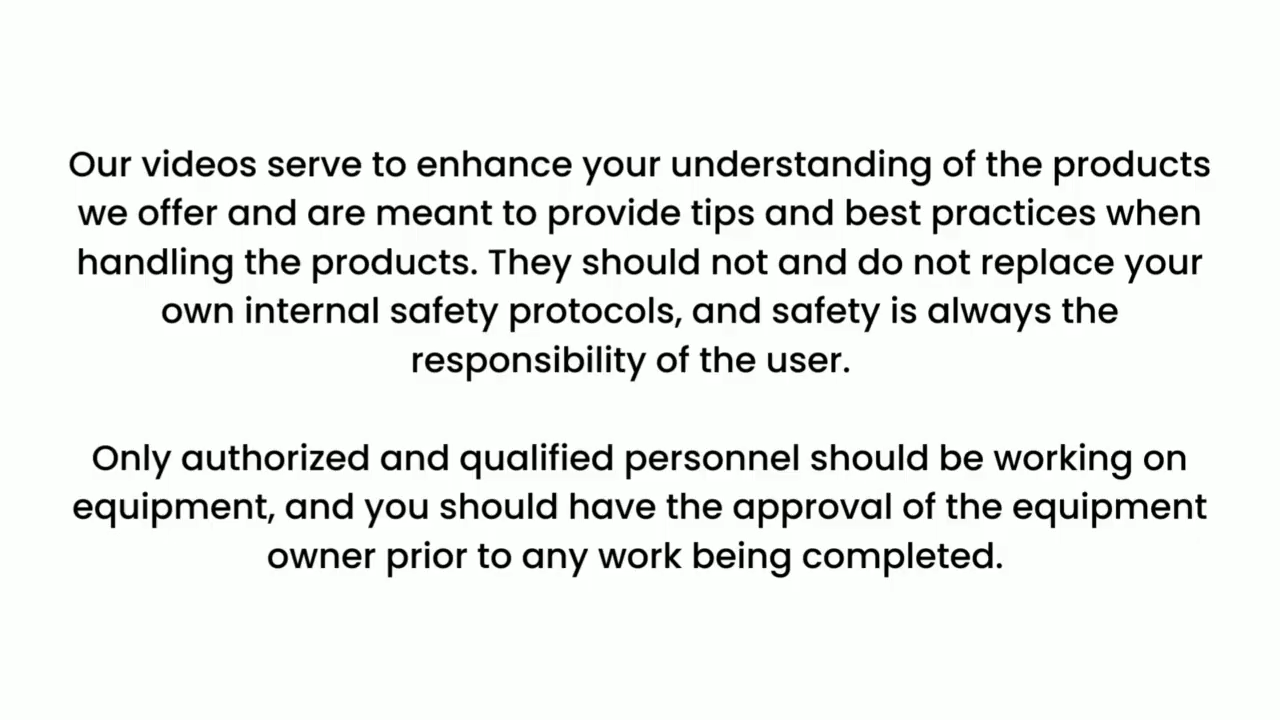 Our videos serve to enhance your understanding of the products
we offer and are meant to provide tips and best practices when
handling the products. They should not and do not replace your
own internal safety protocols, and safety is always the
responsibility of the user.
Only authorized and qualified personnel should be working on
equipment, and you should have the approval of the equipment
owner prior to any work being completed.